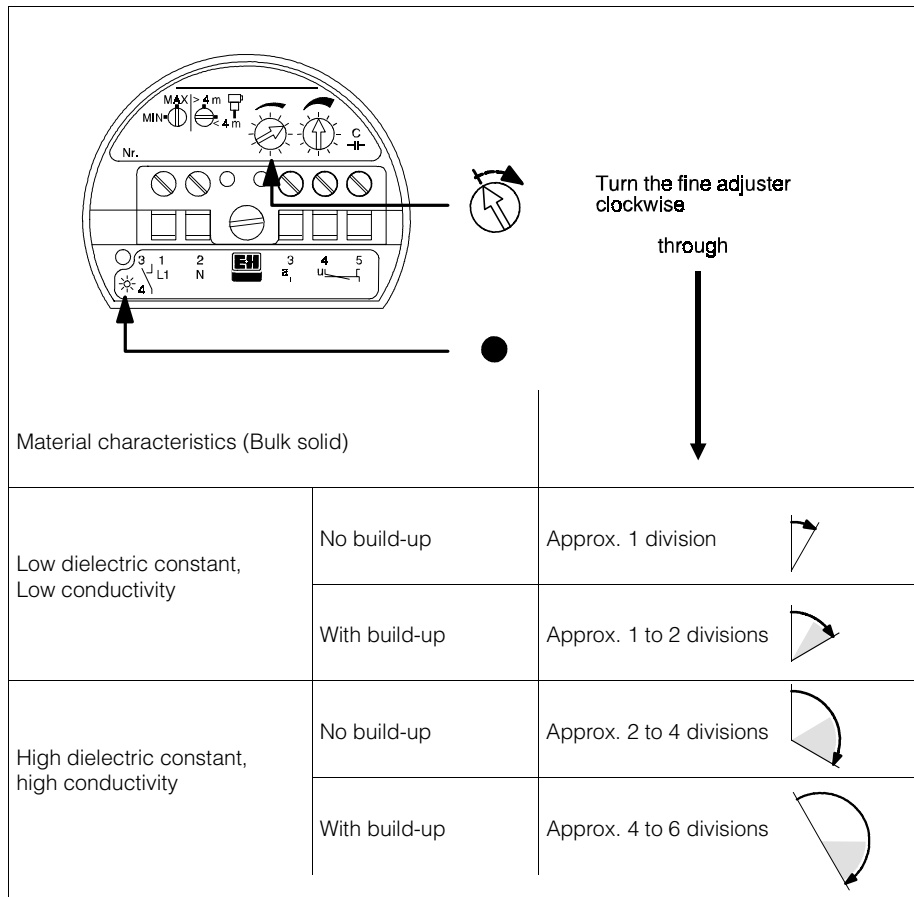 MAX > 4 m
MIN < 4 m
C
Nr.
3 1 2 E+H 3 4 5
L1 N a u r
4
Turn the fine adjuster
clockwise
through
Material characteristics (Bulk solid)
Low dielectric constant,
Low conductivity
No build-up
Approx. 1 division
With build-up
Approx. 1 to 2 divisions
High dielectric constant,
high conductivity
No build-up
Approx. 2 to 4 divisions
With build-up
Approx. 4 to 6 divisions